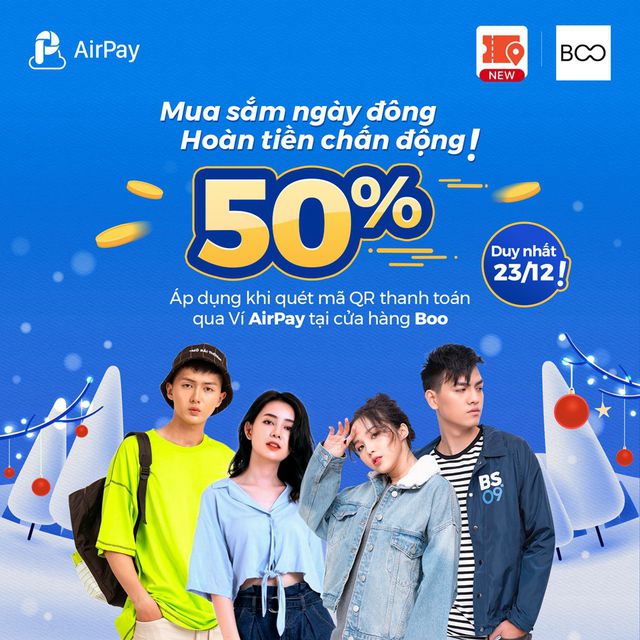 AirPay
NEW
BOO
Mua sắm ngày đông
Hoàn tiền chấn động!
50%
Duy nhất
23/12!
Áp dụng khi quét mã QR thanh toán
qua Ví AirPay tại cửa hàng Boo
BS
09